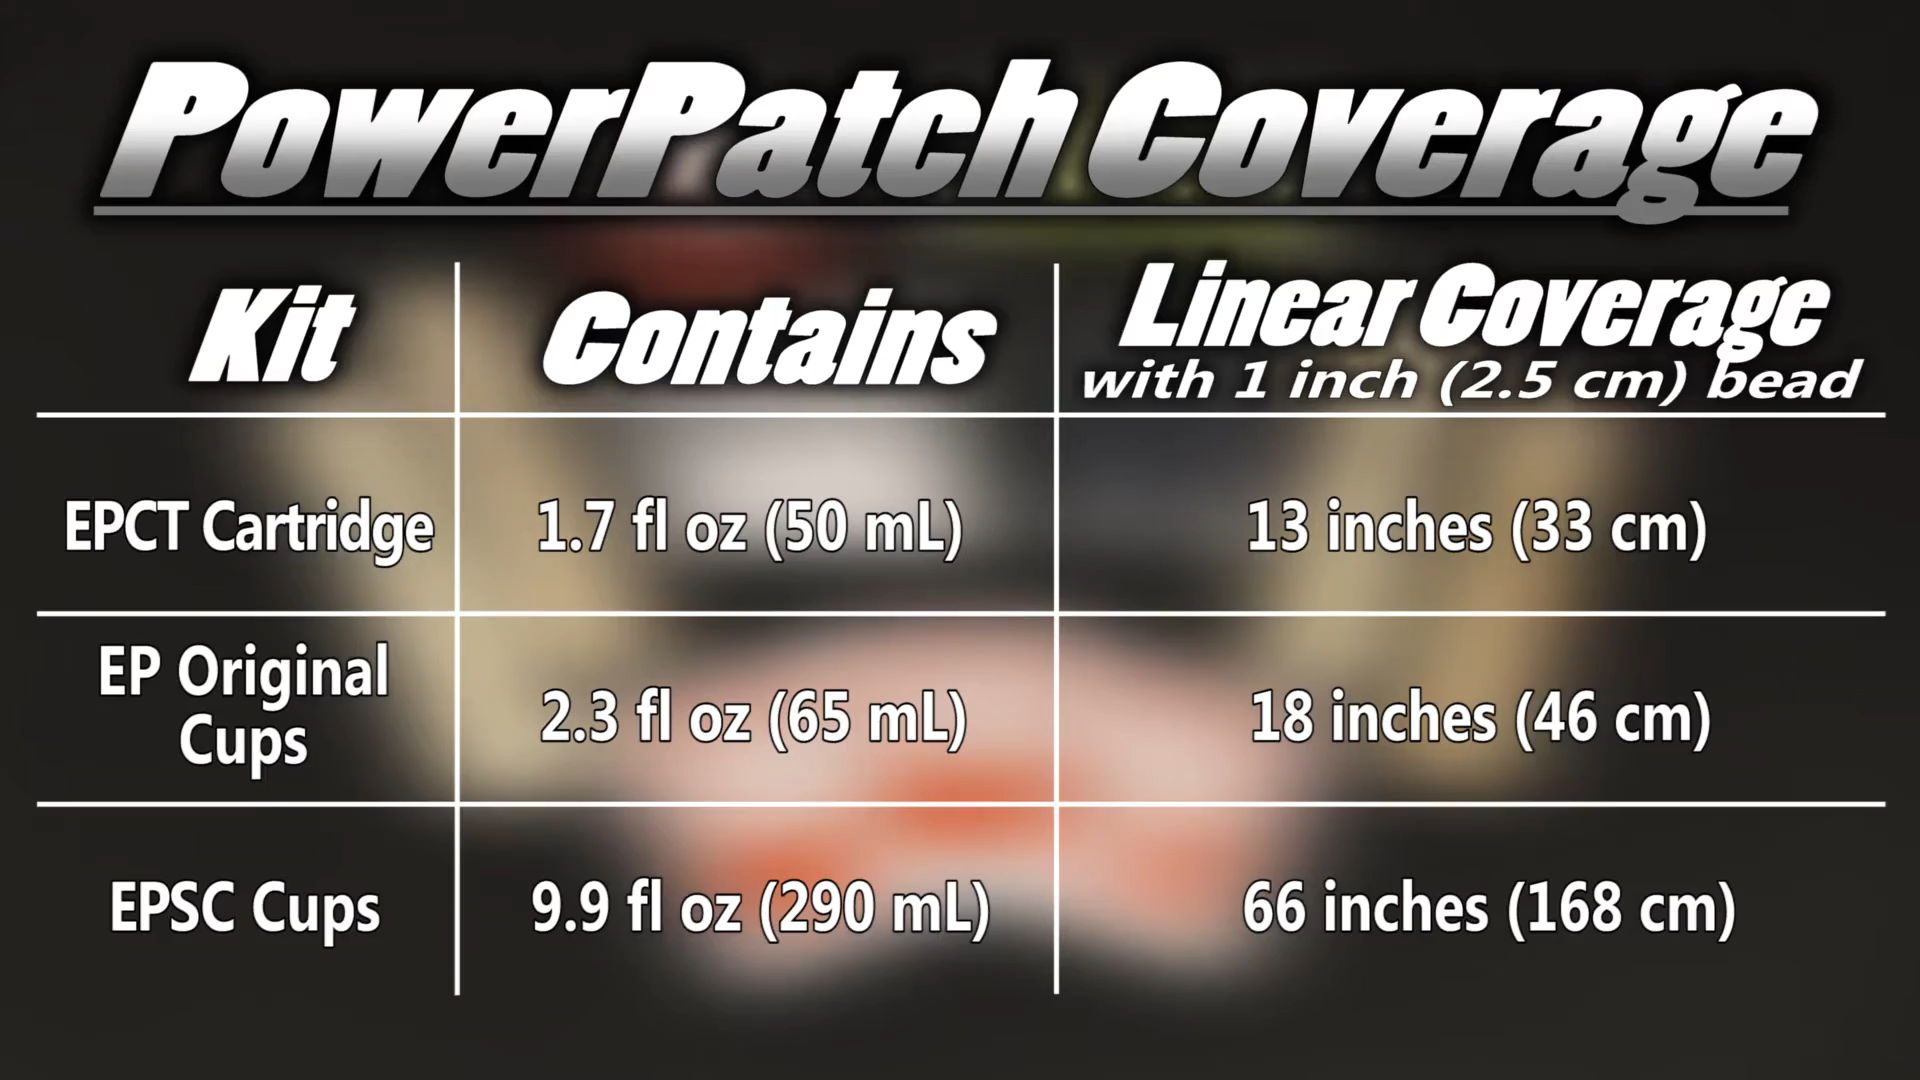 PowerPatch Coverage
Kit
Contains
Linear Coverage
with 1 inch (2.5 cm) bead
EPCT Cartridge
1.7 fl oz (50 mL)
13 inches (33 cm)
EP Original
Cups
2.3 fl oz (65 mL)
18 inches (46 cm)
EPSC Cups
9.9 fl oz (290 mL)
66 inches (168 cm)